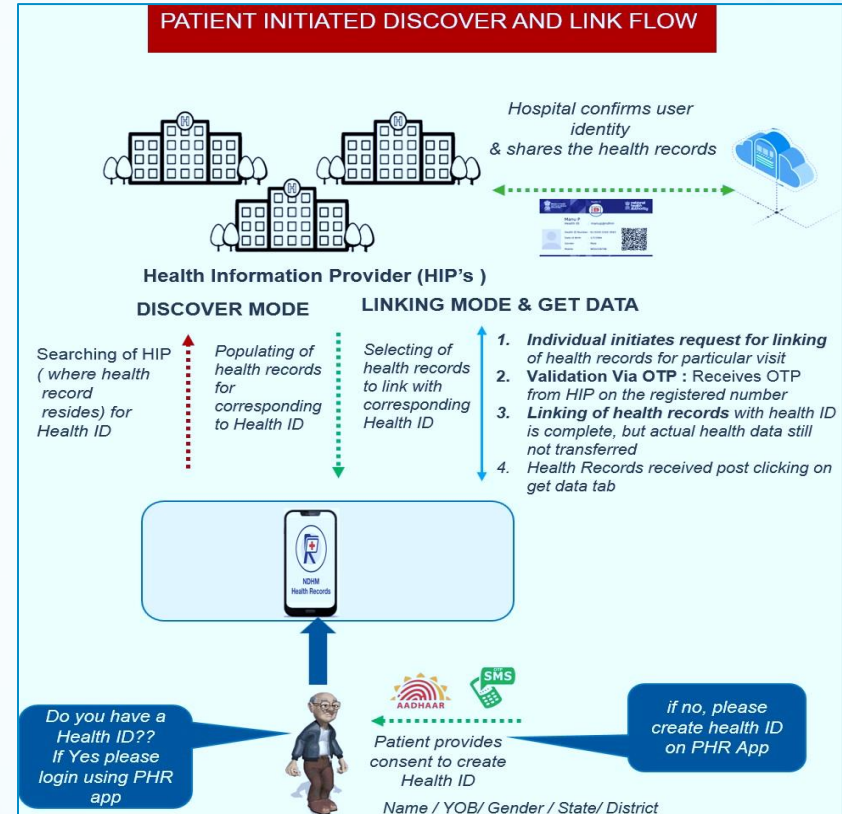 PATIENT INITIATED DISCOVER AND LINK FLOW
Hospital confirms user
identity
& shares the health records
H
H
H
Health Information Provider (HIP's )
DISCOVER MODE
LINKING MODE & GET DATA
Searching of HIP
( where health
record
resides) for
Health ID
Populating of
health records
for
corresponding
to Health ID
Selecting of
health records
to link with
corresponding
Health ID
1. Individual initiates request for linking
of health records for particular visit
2. Validation Via OTP : Receives OTP
from HIP on the registered number
3. Linking of health records with health ID
is complete, but actual health data still
not transferred
4. Health Records received post clicking on
get data tab
NDHM
Health Records
AADHAAR
SMS
Do you have a
Health ID??
If Yes please
login using PHR
app
Patient provides
consent to create
Health ID
Name / YOB/ Gender / State/ District
if no, please
create health ID
on PHR App